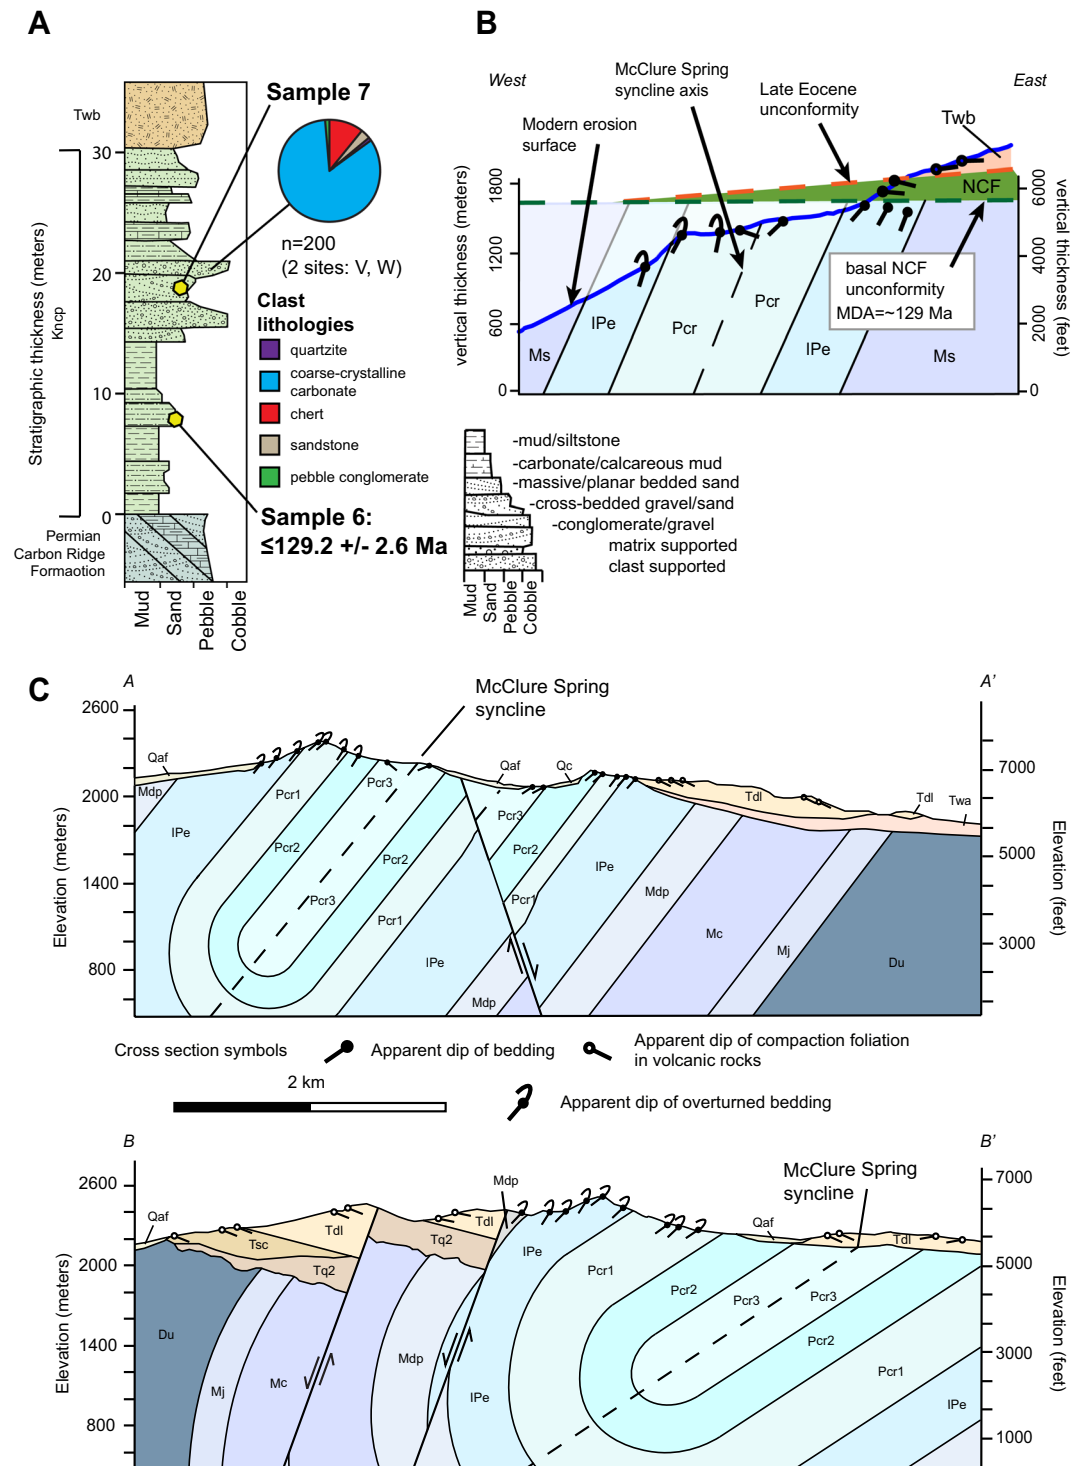 A
Twb
Stratigraphic thickness (meters)
Kncp
30
20
10
0
Permian
Carbon Ridge
Formaotion
Mud
Sand
Pebble
Cobble
Sample 7
n=200
(2 sites: V, W)
Clast
lithologies
quartzite
coarse-crystalline
carbonate
chert
sandstone
pebble conglomerate
Sample 6:
≤129.2 +/- 2.6 Ma
B
West
East
McClure Spring
syncline axis
Late Eocene
unconformity
Modern erosion
surface
Twb
NCF
vertical thickness (meters)
1800
1200
600
0
vertical thickness (feet)
6000
4000
2000
0
basal NCF
unconformity
MDA=~129 Ma
Ms
IPe
Pcr
Pcr
IPe
Ms
-mud/siltstone
-carbonate/calcareous mud
-massive/planar bedded sand
-cross-bedded gravel/sand
-conglomerate/gravel
matrix supported
clast supported
Mud
Sand
Pebble
Cobble
C
A
A'
McClure Spring
syncline
Elevation (meters)
2600
2000
1400
800
Elevation (feet)
7000
5000
3000
Qaf
Mdp
IPe
Pcr1
Pcr2
Pcr3
Pcr3
Pcr2
Pcr1
IPe
Mdp
Qaf
Qc
Pcr3
Pcr2
Pcr1
IPe
Mdp
Mc
Mj
Du
Tdl
Tdl
Twa
Cross section symbols
Apparent dip of bedding
Apparent dip of compaction foliation
in volcanic rocks
2 km
Apparent dip of overturned bedding
B
B'
McClure Spring
syncline
Elevation (meters)
2600
2000
1400
800
Elevation (feet)
7000
5000
3000
1000
Qaf
Tsc
Tdl
Tq2
Tq2
Tdl
Mdp
Du
Mj
Mc
Mdp
IPe
IPe
Pcr1
Pcr2
Pcr3
Pcr3
Pcr2
Pcr1
IPe
Qaf
Tdl